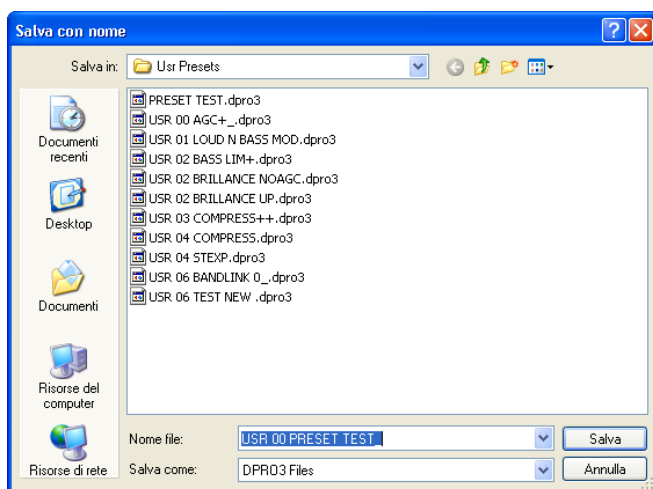 Salva con nome
Salva in: Usr Presets
PRESET TEST.dpro3
USR 00 AGC+_.dpro3
USR 01 LOUD N BASS MOD.dpro3
USR 02 BASS LIM+.dpro3
USR 02 BRILLANCE NOAGC.dpro3
USR 02 BRILLANCE UP.dpro3
USR 03 COMPRESS++.dpro3
USR 04 COMPRESS.dpro3
USR 04 STEXP.dpro3
USR 06 BANDLINK 0_.dpro3
USR 06 TEST NEW .dpro3
Documenti
recenti
Desktop
Documenti
Risorse del
computer
Risorse di rete
Nome file: USR 00 PRESET TEST_ Salva
Salva come: DPRO3 Files Annulla